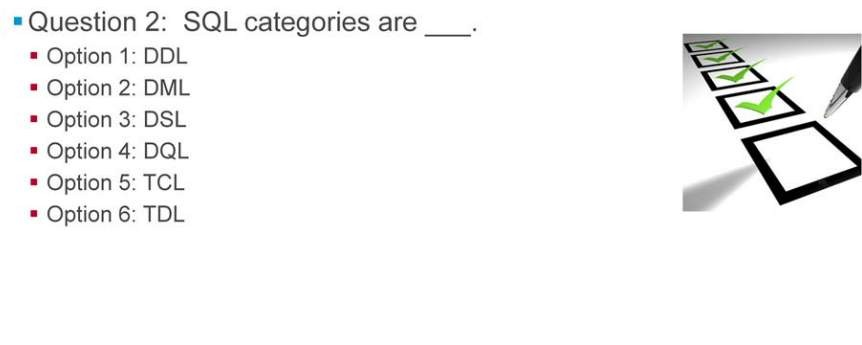 Question 2: SQL categories are ___.
Option 1: DDL
Option 2: DML
Option 3: DSL
Option 4: DQL
Option 5: TCL
Option 6: TDL